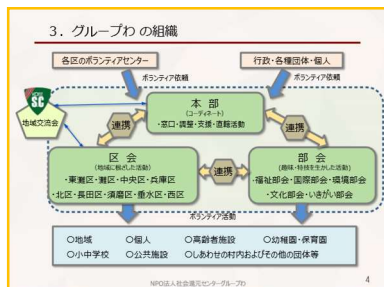 3．グループわ の組織
各区のボランティアセンター
行政・各種団体・個人
ボランティア依頼
ボランティア依頼
SC
地域交流会
本 部
(コーディネート)
・窓口・調整・支援・直轄活動
連携
連携
区 会
(地域に根ざした活動)
・東灘区・灘区・中央区・兵庫区
・北区・長田区・須磨区・垂水区・西区
連携
部 会
(趣味・特技を生かした活動)
・福祉部会・国際部会・環境部会
・文化部会・いきがい部会
ボランティア活動
○地域 ○個人 ○高齢者施設 ○幼稚園・保育園
○小中学校 ○公共施設 ○しあわせの村内およびその他の団体等
NPO法人社会還元センターグループわ
4